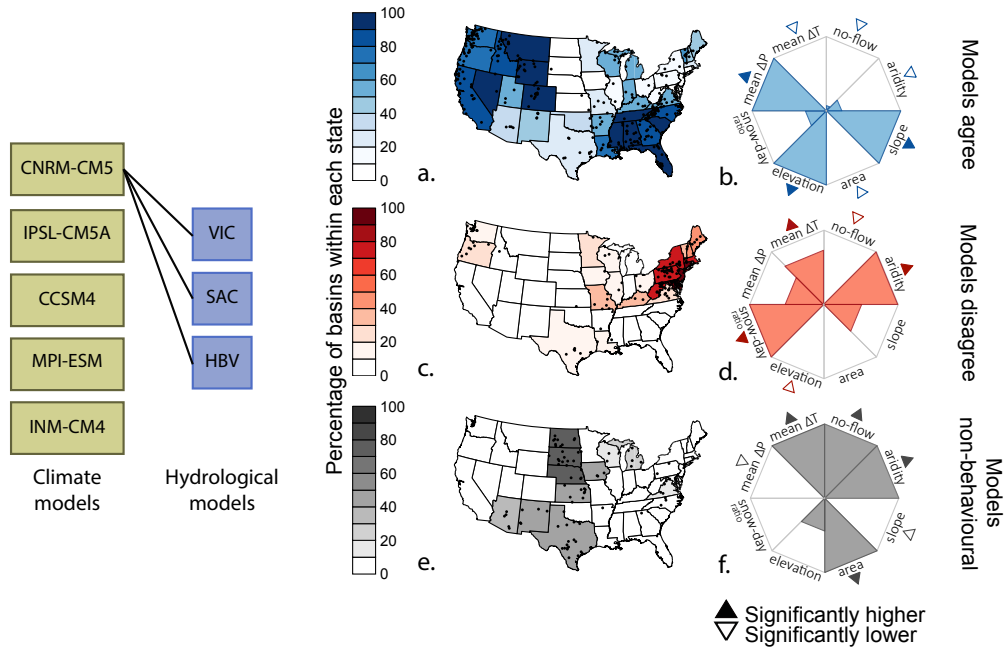 CNRM-CM5
IPSL-CM5A
CCSM4
MPI-ESM
INM-CM4
Climate
models
VIC
SAC
HBV
Hydrological
models
Percentage of basins within each state
100
80
60
40
20
0
a.
mean ΔT
no-flow
aridity
slope
area
elevation
snow-day
ratio
mean ΔP
b.
Models agree
100
80
60
40
20
0
c.
mean ΔT
no-flow
aridity
slope
area
elevation
snow-day
ratio
mean ΔP
d.
Models disagree
100
80
60
40
20
0
e.
mean ΔT
no-flow
aridity
slope
area
elevation
snow-day
ratio
mean ΔP
f.
Models
non-behavioural
Significantly higher
Significantly lower